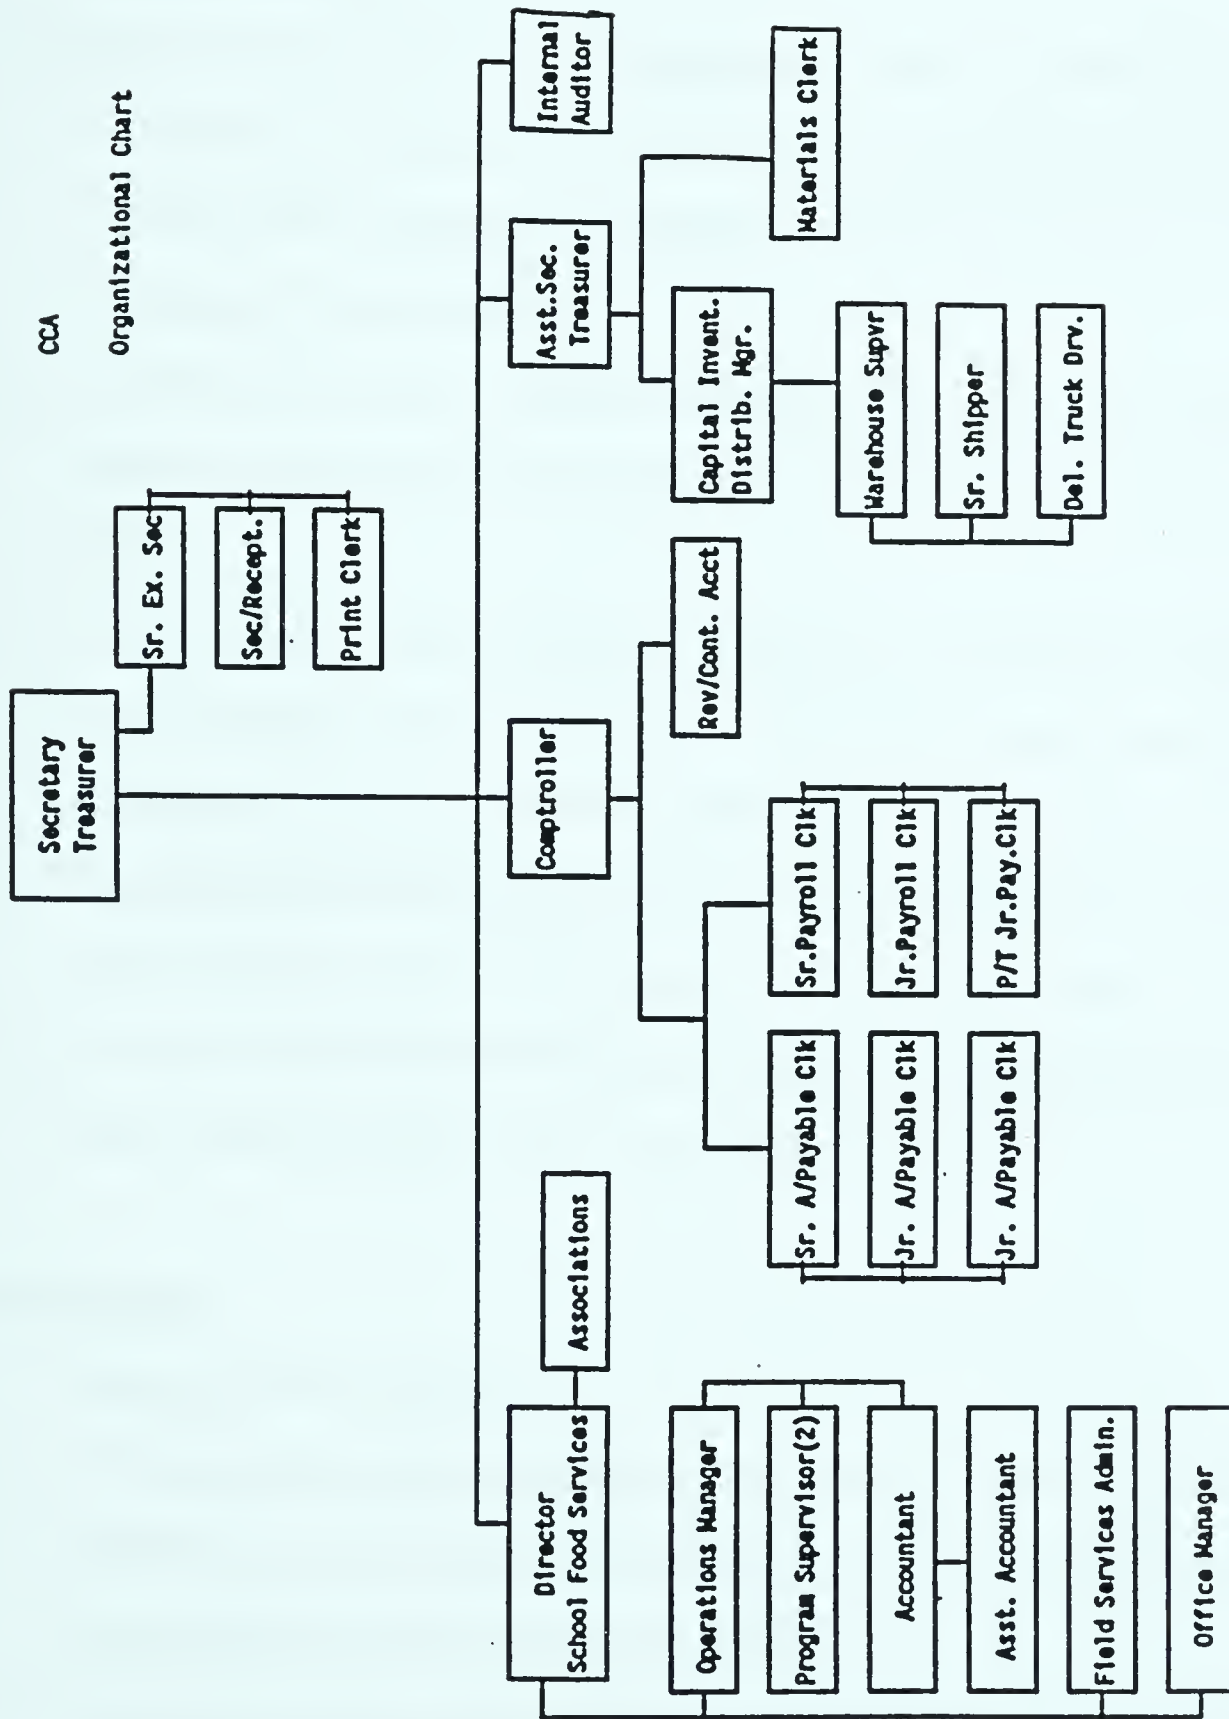 CCA
Organizational Chart
Secretary
Treasurer
Sr. Ex. Sec
Sec/Recept.
Print Clerk
Director
School Food Services
Associations
Comptroller
Asst.Sec.
Treasurer
Internal
Auditor
Operations Manager
Program Supervisor(2)
Accountant
Asst. Accountant
Field Services Admin.
Office Manager
Sr. A/Payable Clk
Jr. A/Payable Clk
Jr. A/Payable Clk
Sr.Payroll Clk
Jr.Payroll Clk
P/T Jr.Pay.Clk
Rev/Cont. Acct
Capital Invent.
Distrib. Mgr.
Materials Clerk
Warehouse Supvr
Sr. Shipper
Del. Truck Drv.